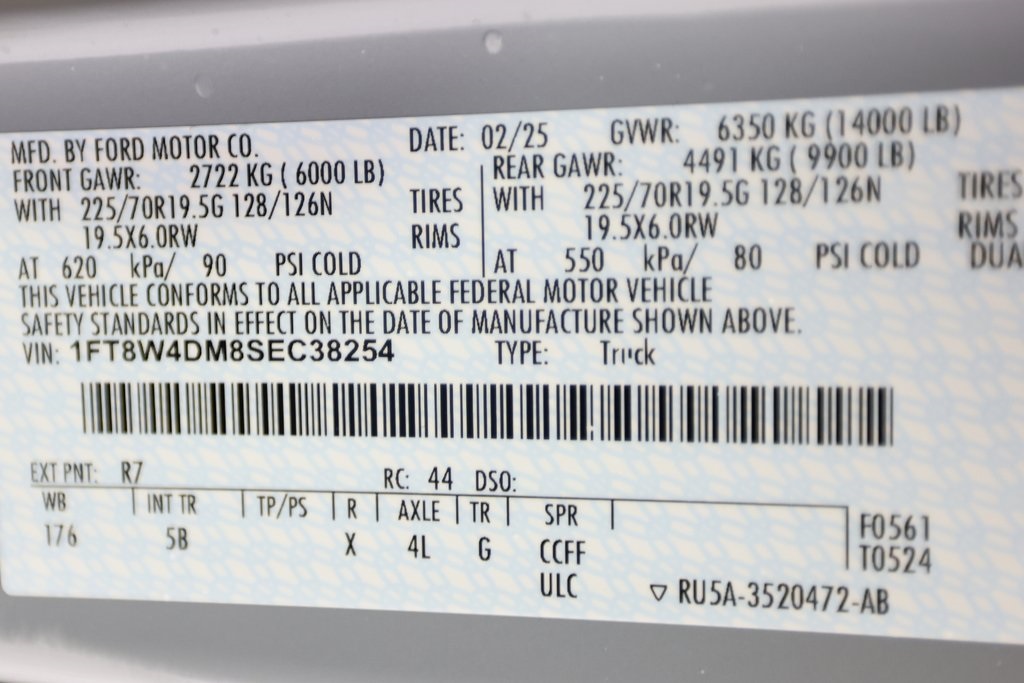 MFD. BY FORD MOTOR CO. DATE: 02/25 GVWR: 6350 KG (14000 LB)
FRONT GAWR: 2722 KG ( 6000 LB) REAR GAWR: 4491 KG ( 9900 LB)
WITH 225/70R19.5G 128/126N TIRES WITH 225/70R19.5G 128/126N TIRES
19.5X6.0RW RIMS 19.5X6.0RW RIMS
AT 620 kPa/ 90 PSI COLD AT 550 kPa/ 80 PSI COLD DUA
THIS VEHICLE CONFORMS TO ALL APPLICABLE FEDERAL MOTOR VEHICLE
SAFETY STANDARDS IN EFFECT ON THE DATE OF MANUFACTURE SHOWN ABOVE.
VIN: 1FT8W4DM8SEC38254 TYPE: Truck
EXT PNT: R7 RC: 44 DSO:
WB INT TR TP/PS R AXLE TR SPR F0561
176 5B X 4L G CCFF T0524
ULC ▽ RU5A-3520472-AB